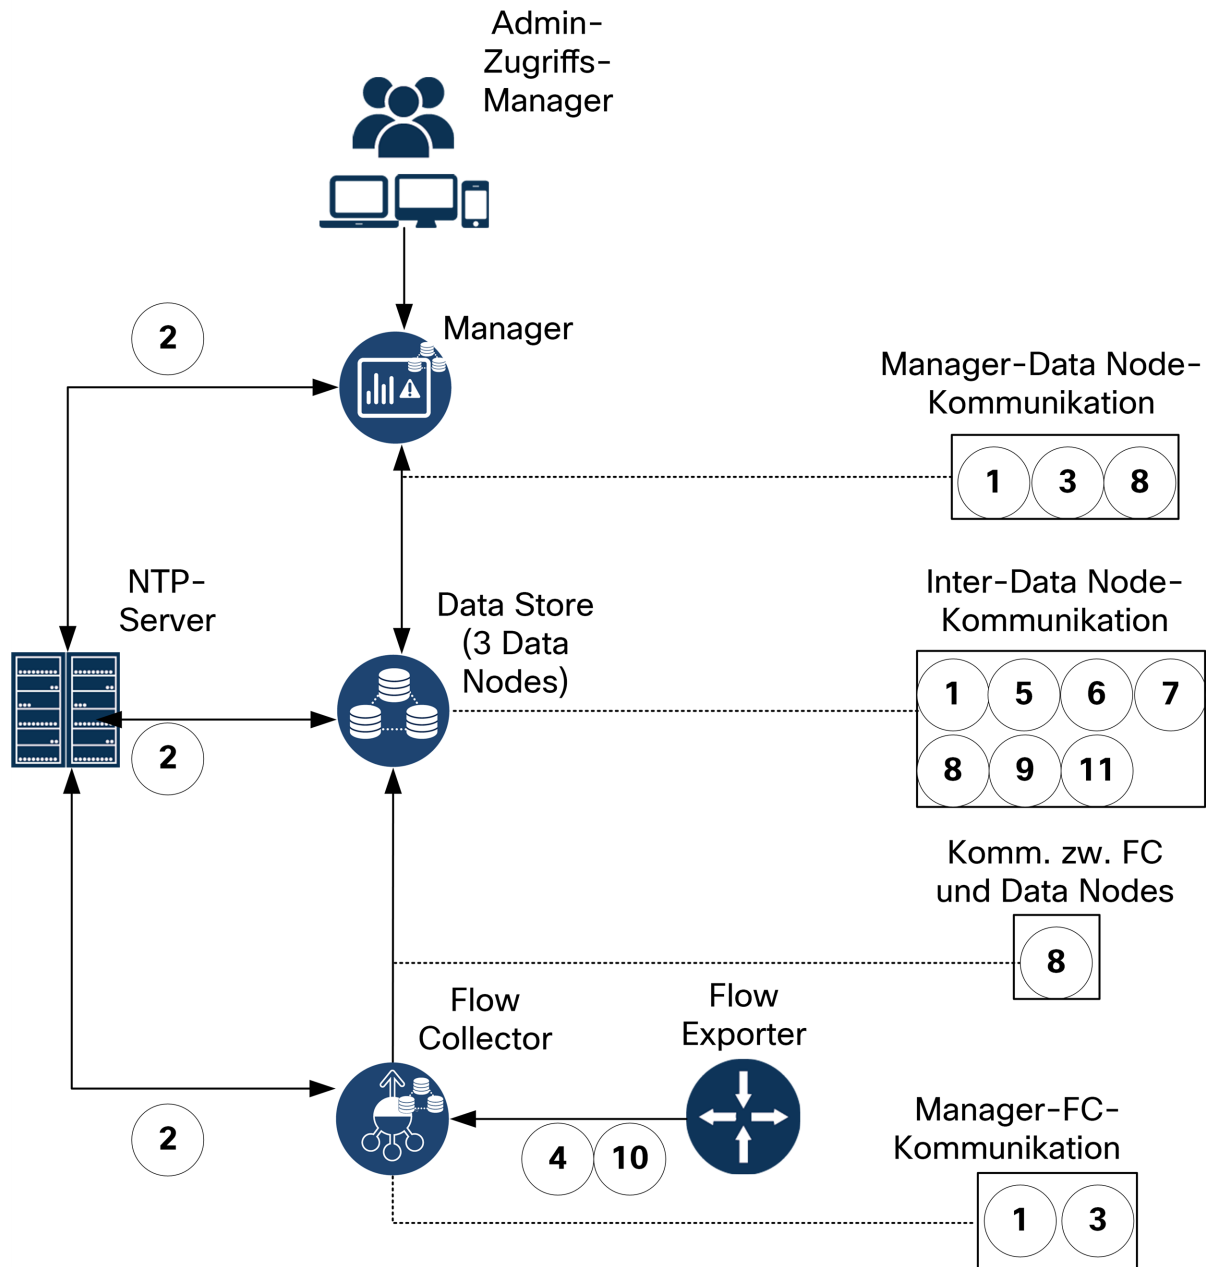 Admin-
Zugriffs-
Manager
2
Manager
Manager-Data Node-
Kommunikation
1 3 8
NTP-
Server
Data Store
(3 Data
Nodes)
Inter-Data Node-
Kommunikation
1 5 6 7
8 9 11
2
Komm. zw. FC
und Data Nodes
8
Flow
Collector
Flow
Exporter
4 10
2
Manager-FC-
Kommunikation
1 3